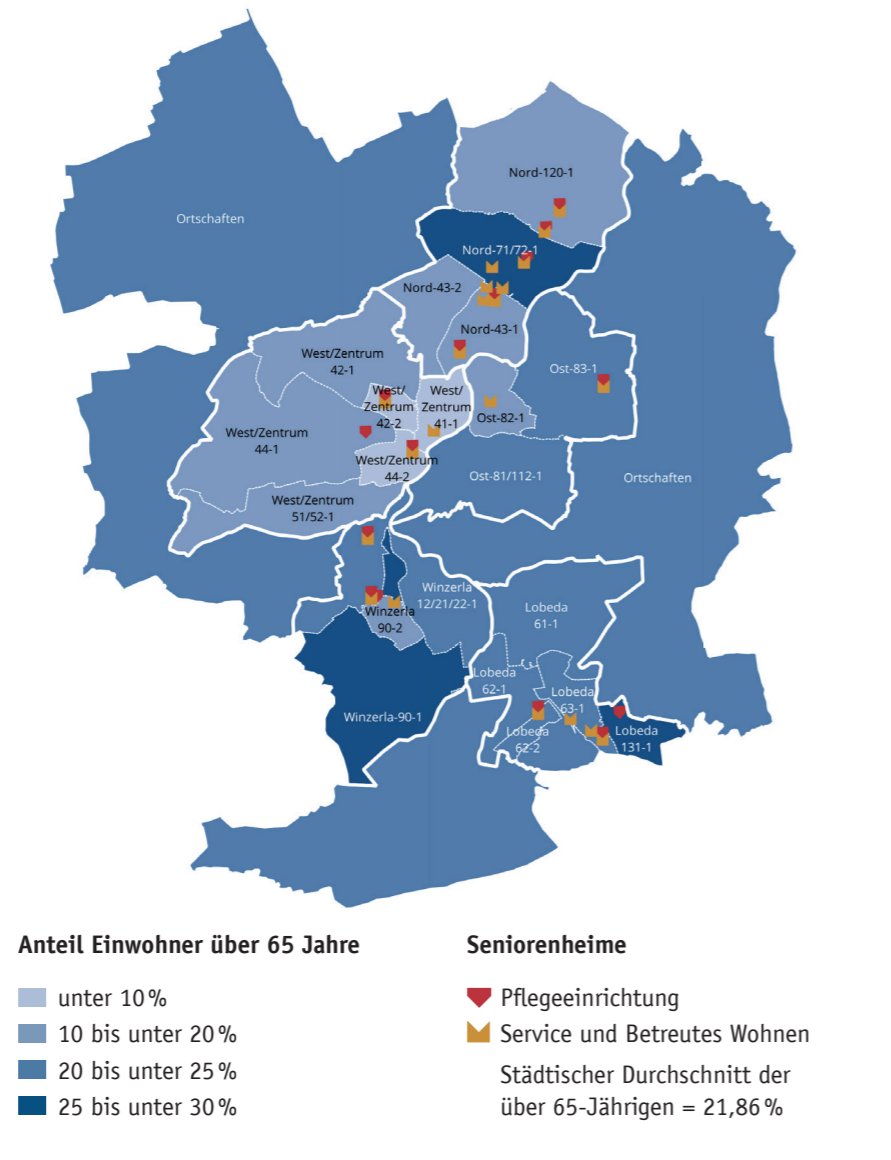 Nord-120-1
Ortschaften
Nord-71/72-1
Nord-43-2
Nord-43-1
West/Zentrum
42-1
Ost-83-1
West/
Zentrum
42-2
West/
Zentrum
41-1
Ost-82-1
West/Zentrum
44-1
West/Zentrum
44-2
Ost-81/112-1
Ortschaften
West/Zentrum
51/52-1
Winzerla
12/21/22-1
Winzerla
90-2
Lobeda
61-1
Lobeda
62-1
Lobeda
63-1
Winzerla-90-1
Lobeda
62-2
Lobeda
131-1
Anteil Einwohner über 65 Jahre
unter 10 %
10 bis unter 20 %
20 bis unter 25 %
25 bis unter 30 %
Seniorenheime
Pflegeeinrichtung
Service und Betreutes Wohnen
Städtischer Durchschnitt der
über 65-Jährigen = 21,86 %